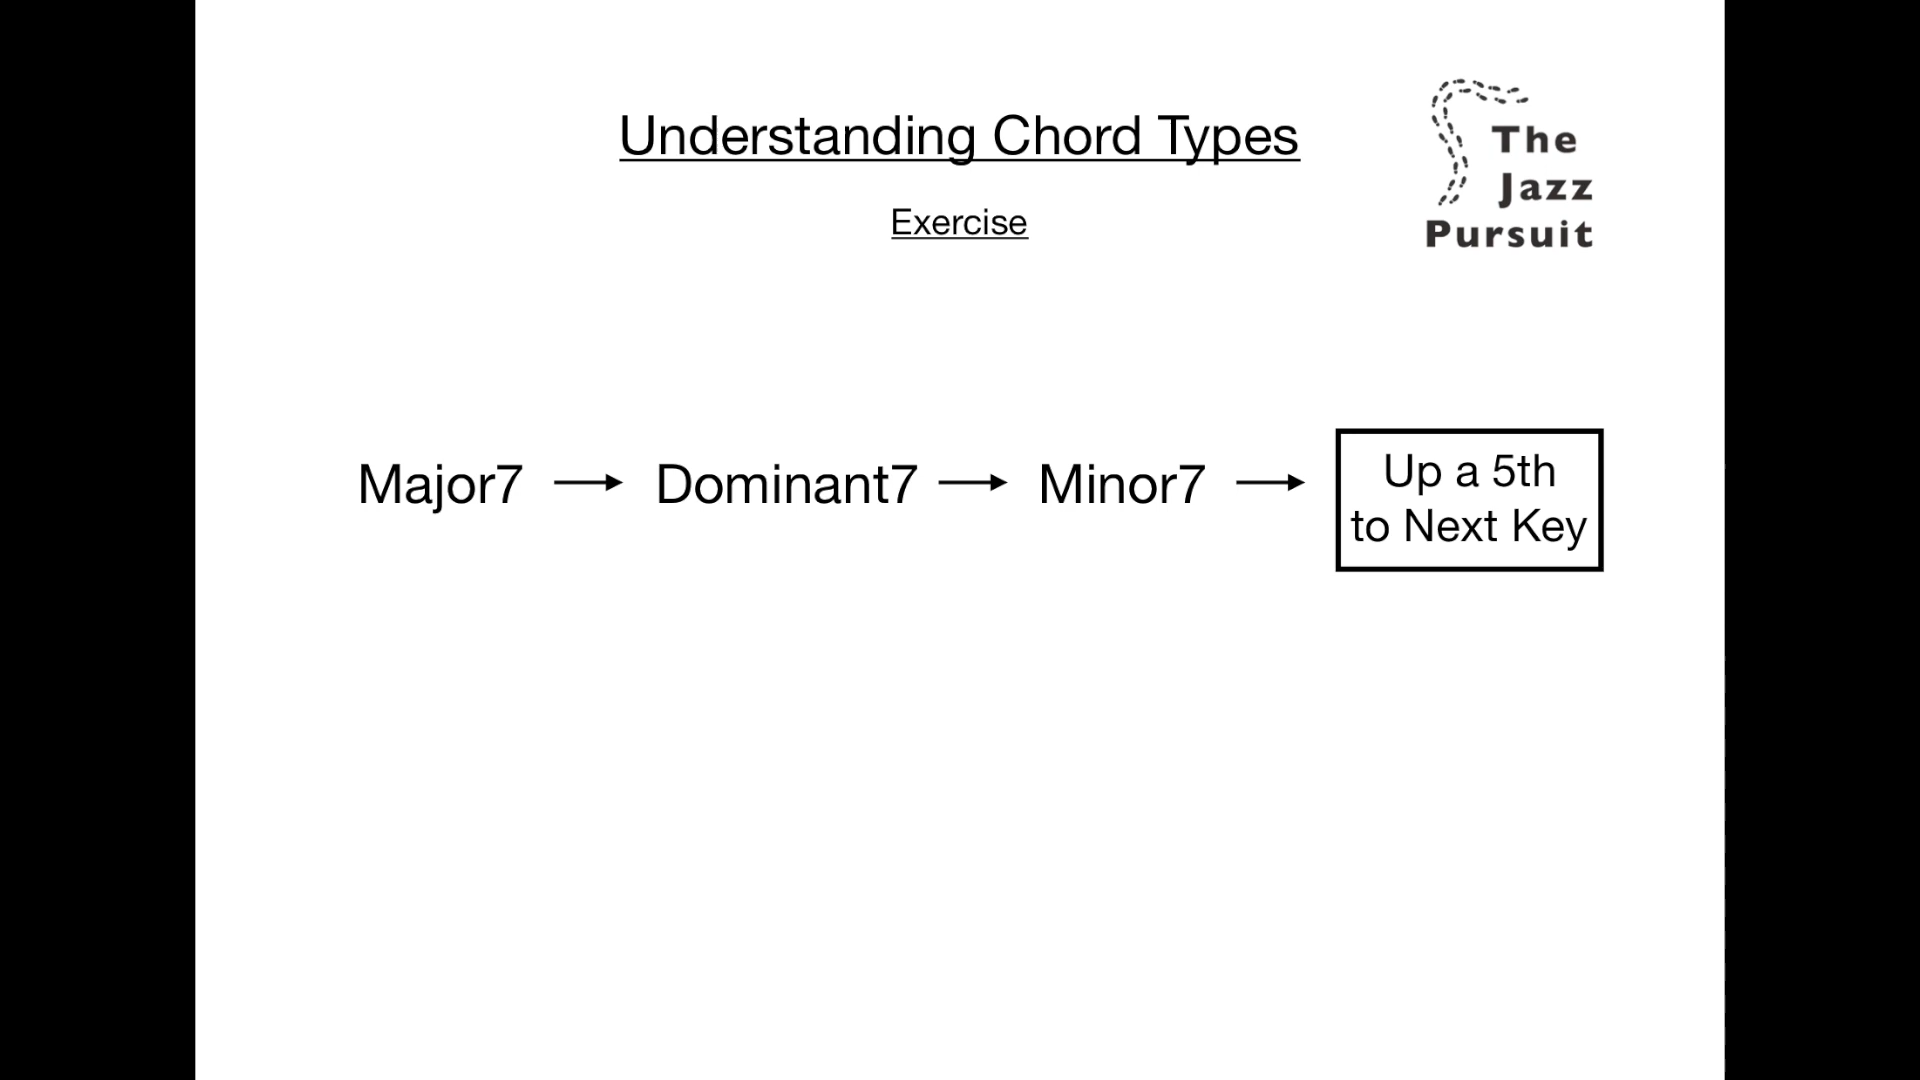 Understanding Chord Types
Exercise
The
Jazz
Pursuit
Major7 → Dominant7 → Minor7 →
Up a 5th
to Next Key